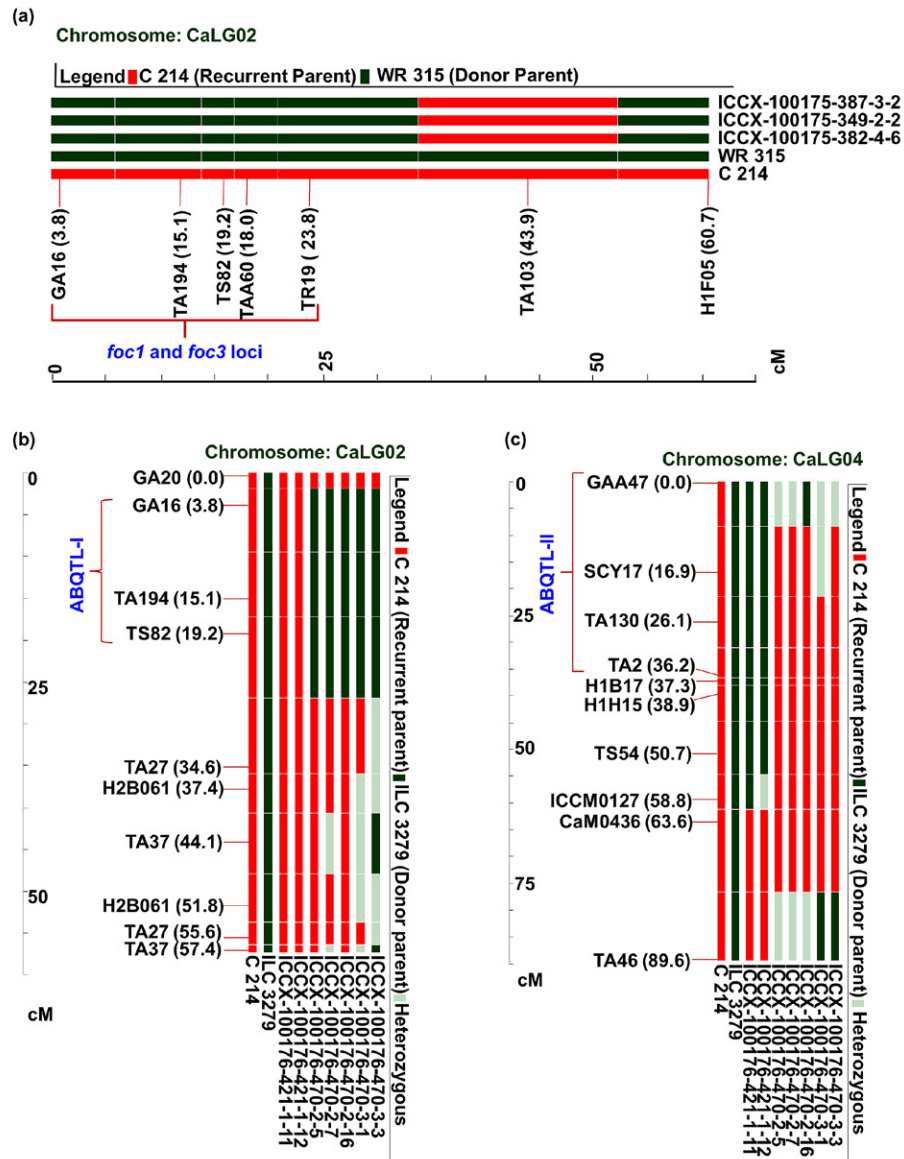 (a)
Chromosome: CaLG02
Legend C 214 (Recurrent Parent) WR 315 (Donor Parent)
ICCX-100175-387-3-2
ICCX-100175-349-2-2
ICCX-100175-382-4-6
WR 315
C 214
GA16 (3.8)
TA194 (15.1)
TS82 (19.2)
TAA60 (18.0)
TR19 ( 23.8)
TA103 (43.9)
H1F05 (60.7)
foc1 and foc3 loci
0
25
50
cM
(b)
Chromosome: CaLG02
0
25
50
cM
ABQTL-I
GA20 (0.0)
GA16 (3.8)
TA194 (15.1)
TS82 (19.2)
TA27 (34.6)
H2B061 (37.4)
TA37 (44.1)
H2B061 (51.8)
TA27 (55.6)
TA37 (57.4)
C 214
ILC 3279
ICCX-100176-421-1-11
ICCX-100176-421-1-12
ICCX-100176-470-2-5
ICCX-100176-470-2-7
ICCX-100176-470-2-16
ICCX-100176-470-3-1
ICCX-100176-470-3-3
Legend C 214 (Recurrent parent) ILC 3279 (Donor parent) Heterozygous
(c)
Chromosome: CaLG04
0
25
50
75
cM
ABQTL-II
GAA47 (0.0)
SCY17 (16.9)
TA130 (26.1)
TA2 (36.2)
H1B17 (37.3)
H1H15 (38.9)
TS54 (50.7)
ICCM0127 (58.8)
CaM0436 (63.6)
TA46 (89.6)
C 214
ILC 3279
ICCX-100176-421-1-11
ICCX-100176-421-1-12
ICCX-100176-470-2-5
ICCX-100176-470-2-7
ICCX-100176-470-2-16
ICCX-100176-470-3-1
ICCX-100176-470-3-3
Legend C 214 (Recurrent parent) ILC 3279 (Donor parent) Heterozygous